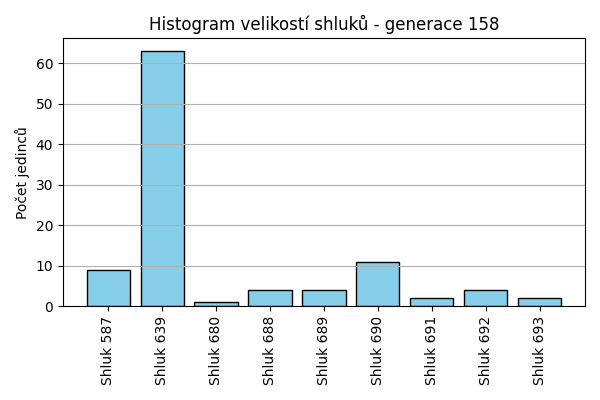 Histogram velikostí shluků - generace 158
Počet jedinců
60
50
40
30
20
10
0
Shluk 587
Shluk 639
Shluk 680
Shluk 688
Shluk 689
Shluk 690
Shluk 691
Shluk 692
Shluk 693